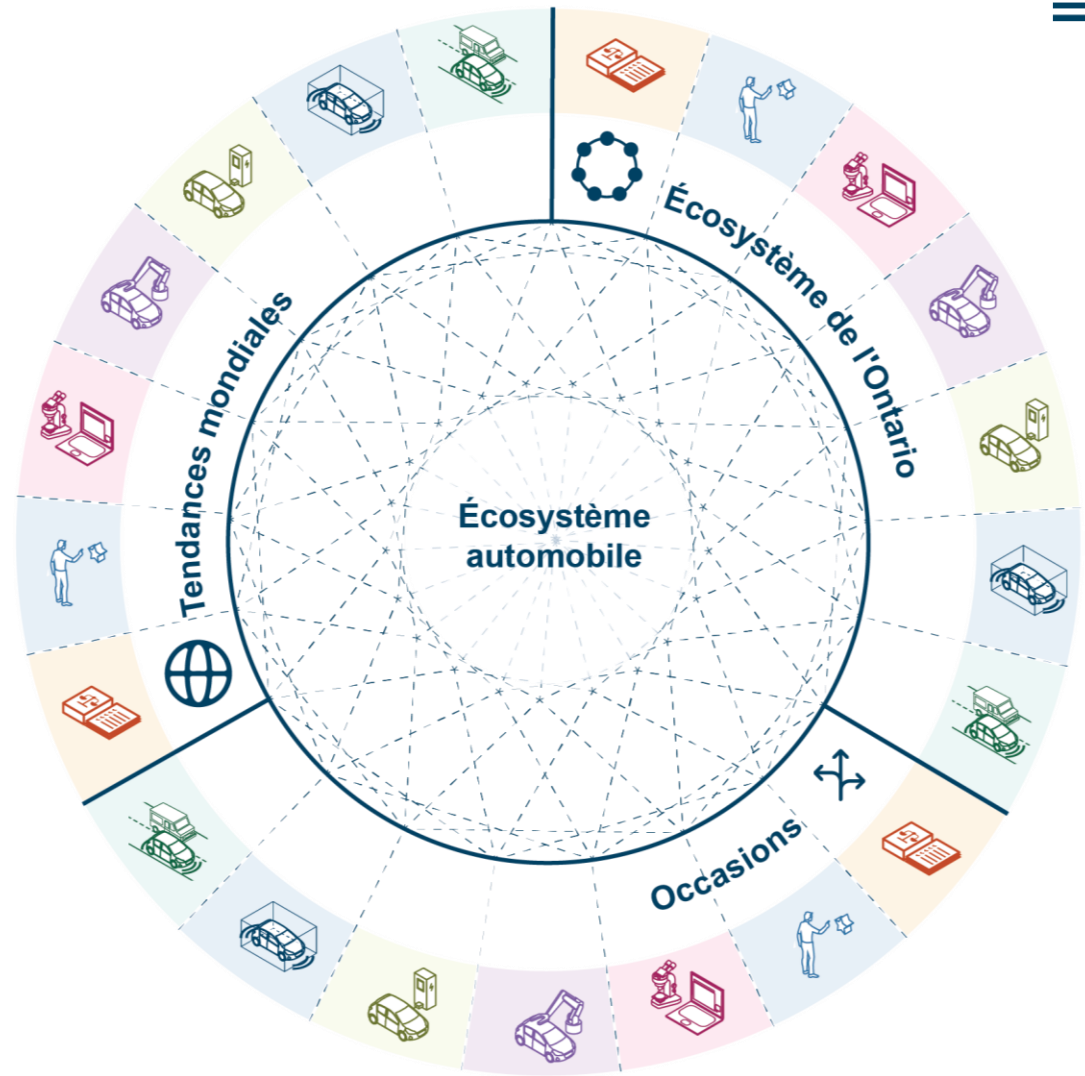 Écosystème de l'Ontario
Tendances mondiales
Écosystème
automobile
Occasions